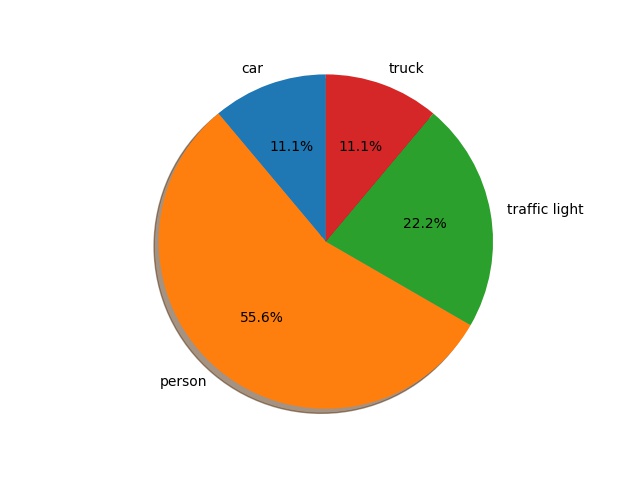 car
truck
11.1%
11.1%
traffic light
22.2%
55.6%
person